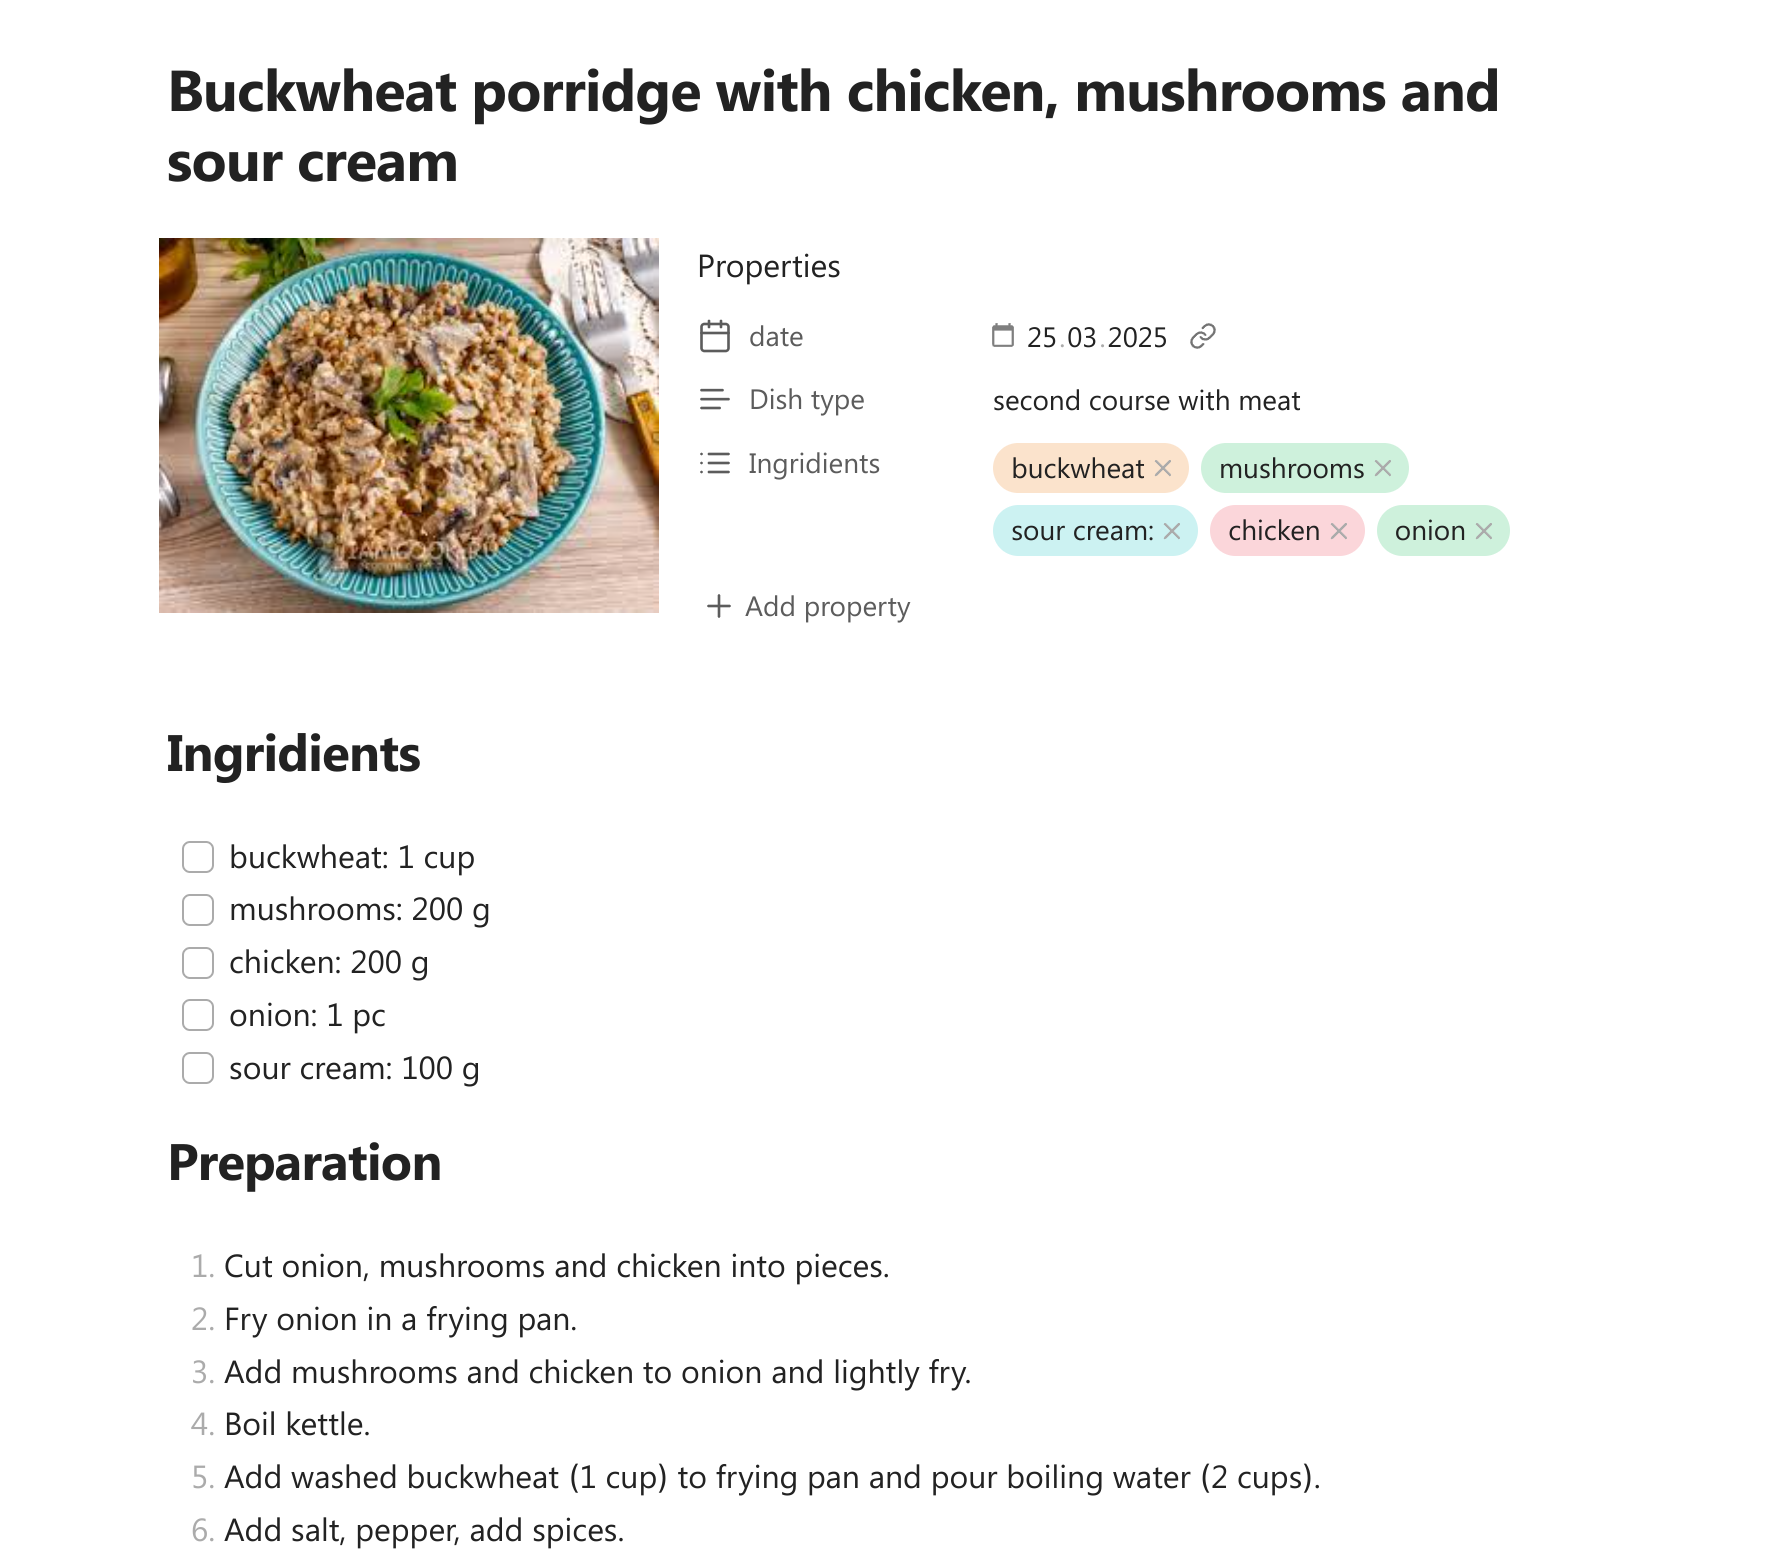 Buckwheat porridge with chicken, mushrooms and
sour cream
Properties
date 25.03.2025
Dish type second course with meat
Ingridients buckwheat mushrooms
sour cream: chicken onion
Add property
Ingridients
buckwheat: 1 cup
mushrooms: 200 g
chicken: 200 g
onion: 1 pc
sour cream: 100 g
Preparation
1. Cut onion, mushrooms and chicken into pieces.
2. Fry onion in a frying pan.
3. Add mushrooms and chicken to onion and lightly fry.
4. Boil kettle.
5. Add washed buckwheat (1 cup) to frying pan and pour boiling water (2 cups).
6. Add salt, pepper, add spices.